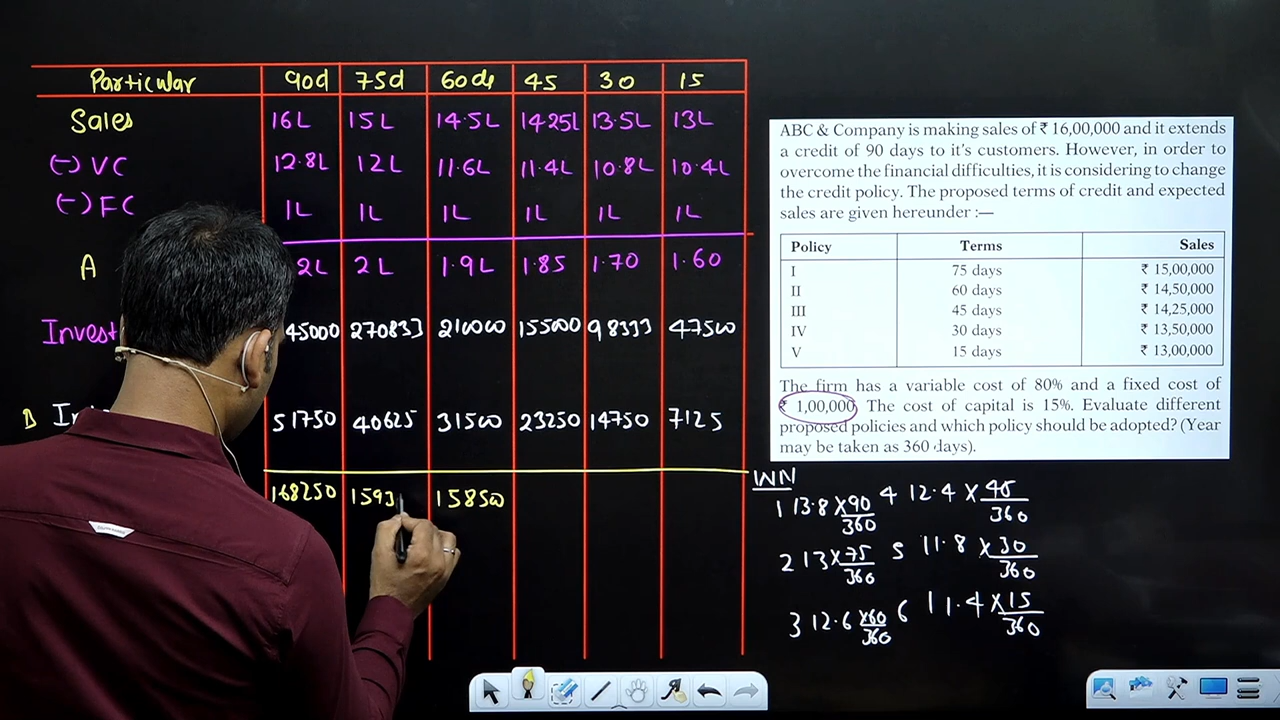 Particular 90d 75d 60ds 45 30 15
Sales 16L 15L 14.5L 1425L 13.5L 13L
(-) VC 12.8L 12L 11.6L 11.4L 10.8L 10.4L
(-) FC 1L 1L 1L 1L 1L 1L
A 2L 2L 1.9L 1.85 1.70 1.60
Invest 45000 270833 210000 155000 98333 47500
B 51750 40625 31500 23250 14750 7125
168250 1593 158500
ABC & Company is making sales of ₹ 16,00,000 and it extends
a credit of 90 days to it's customers. However, in order to
overcome the financial difficulties, it is considering to change
the credit policy. The proposed terms of credit and expected
sales are given hereunder :—
Policy Terms Sales
I 75 days ₹ 15,00,000
II 60 days ₹ 14,50,000
III 45 days ₹ 14,25,000
IV 30 days ₹ 13,50,000
V 15 days ₹ 13,00,000
The firm has a variable cost of 80% and a fixed cost of
₹ 1,00,000 The cost of capital is 15%. Evaluate different
proposed policies and which policy should be adopted? (Year
may be taken as 360 days).
WN
1 13.8 × 90/360 4 12.4 × 45/360
2 13 × 75/360 5 11.8 × 30/360
3 12.6 × 60/360 6 11.4 × 15/360